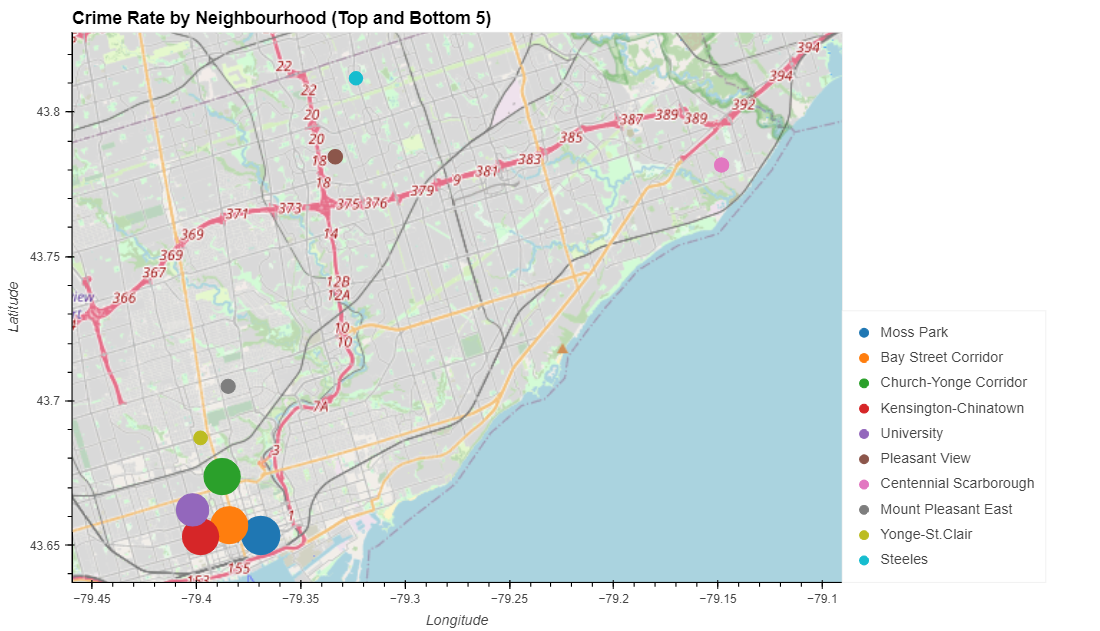 Crime Rate by Neighbourhood (Top and Bottom 5)
394
22
394
22
392
43.8
20
387
389
389
20
385
18
383
381
18
9
379
375
376
373
371
14
369
43.75
369
367
12B
12A
366
10
10
43.7
7A
3
1
43.65
155
153
−79.45
−79.4
−79.35
−79.3
−79.25
−79.2
−79.15
−79.1
Longitude
Latitude
Moss Park
Bay Street Corridor
Church-Yonge Corridor
Kensington-Chinatown
University
Pleasant View
Centennial Scarborough
Mount Pleasant East
Yonge-St.Clair
Steeles